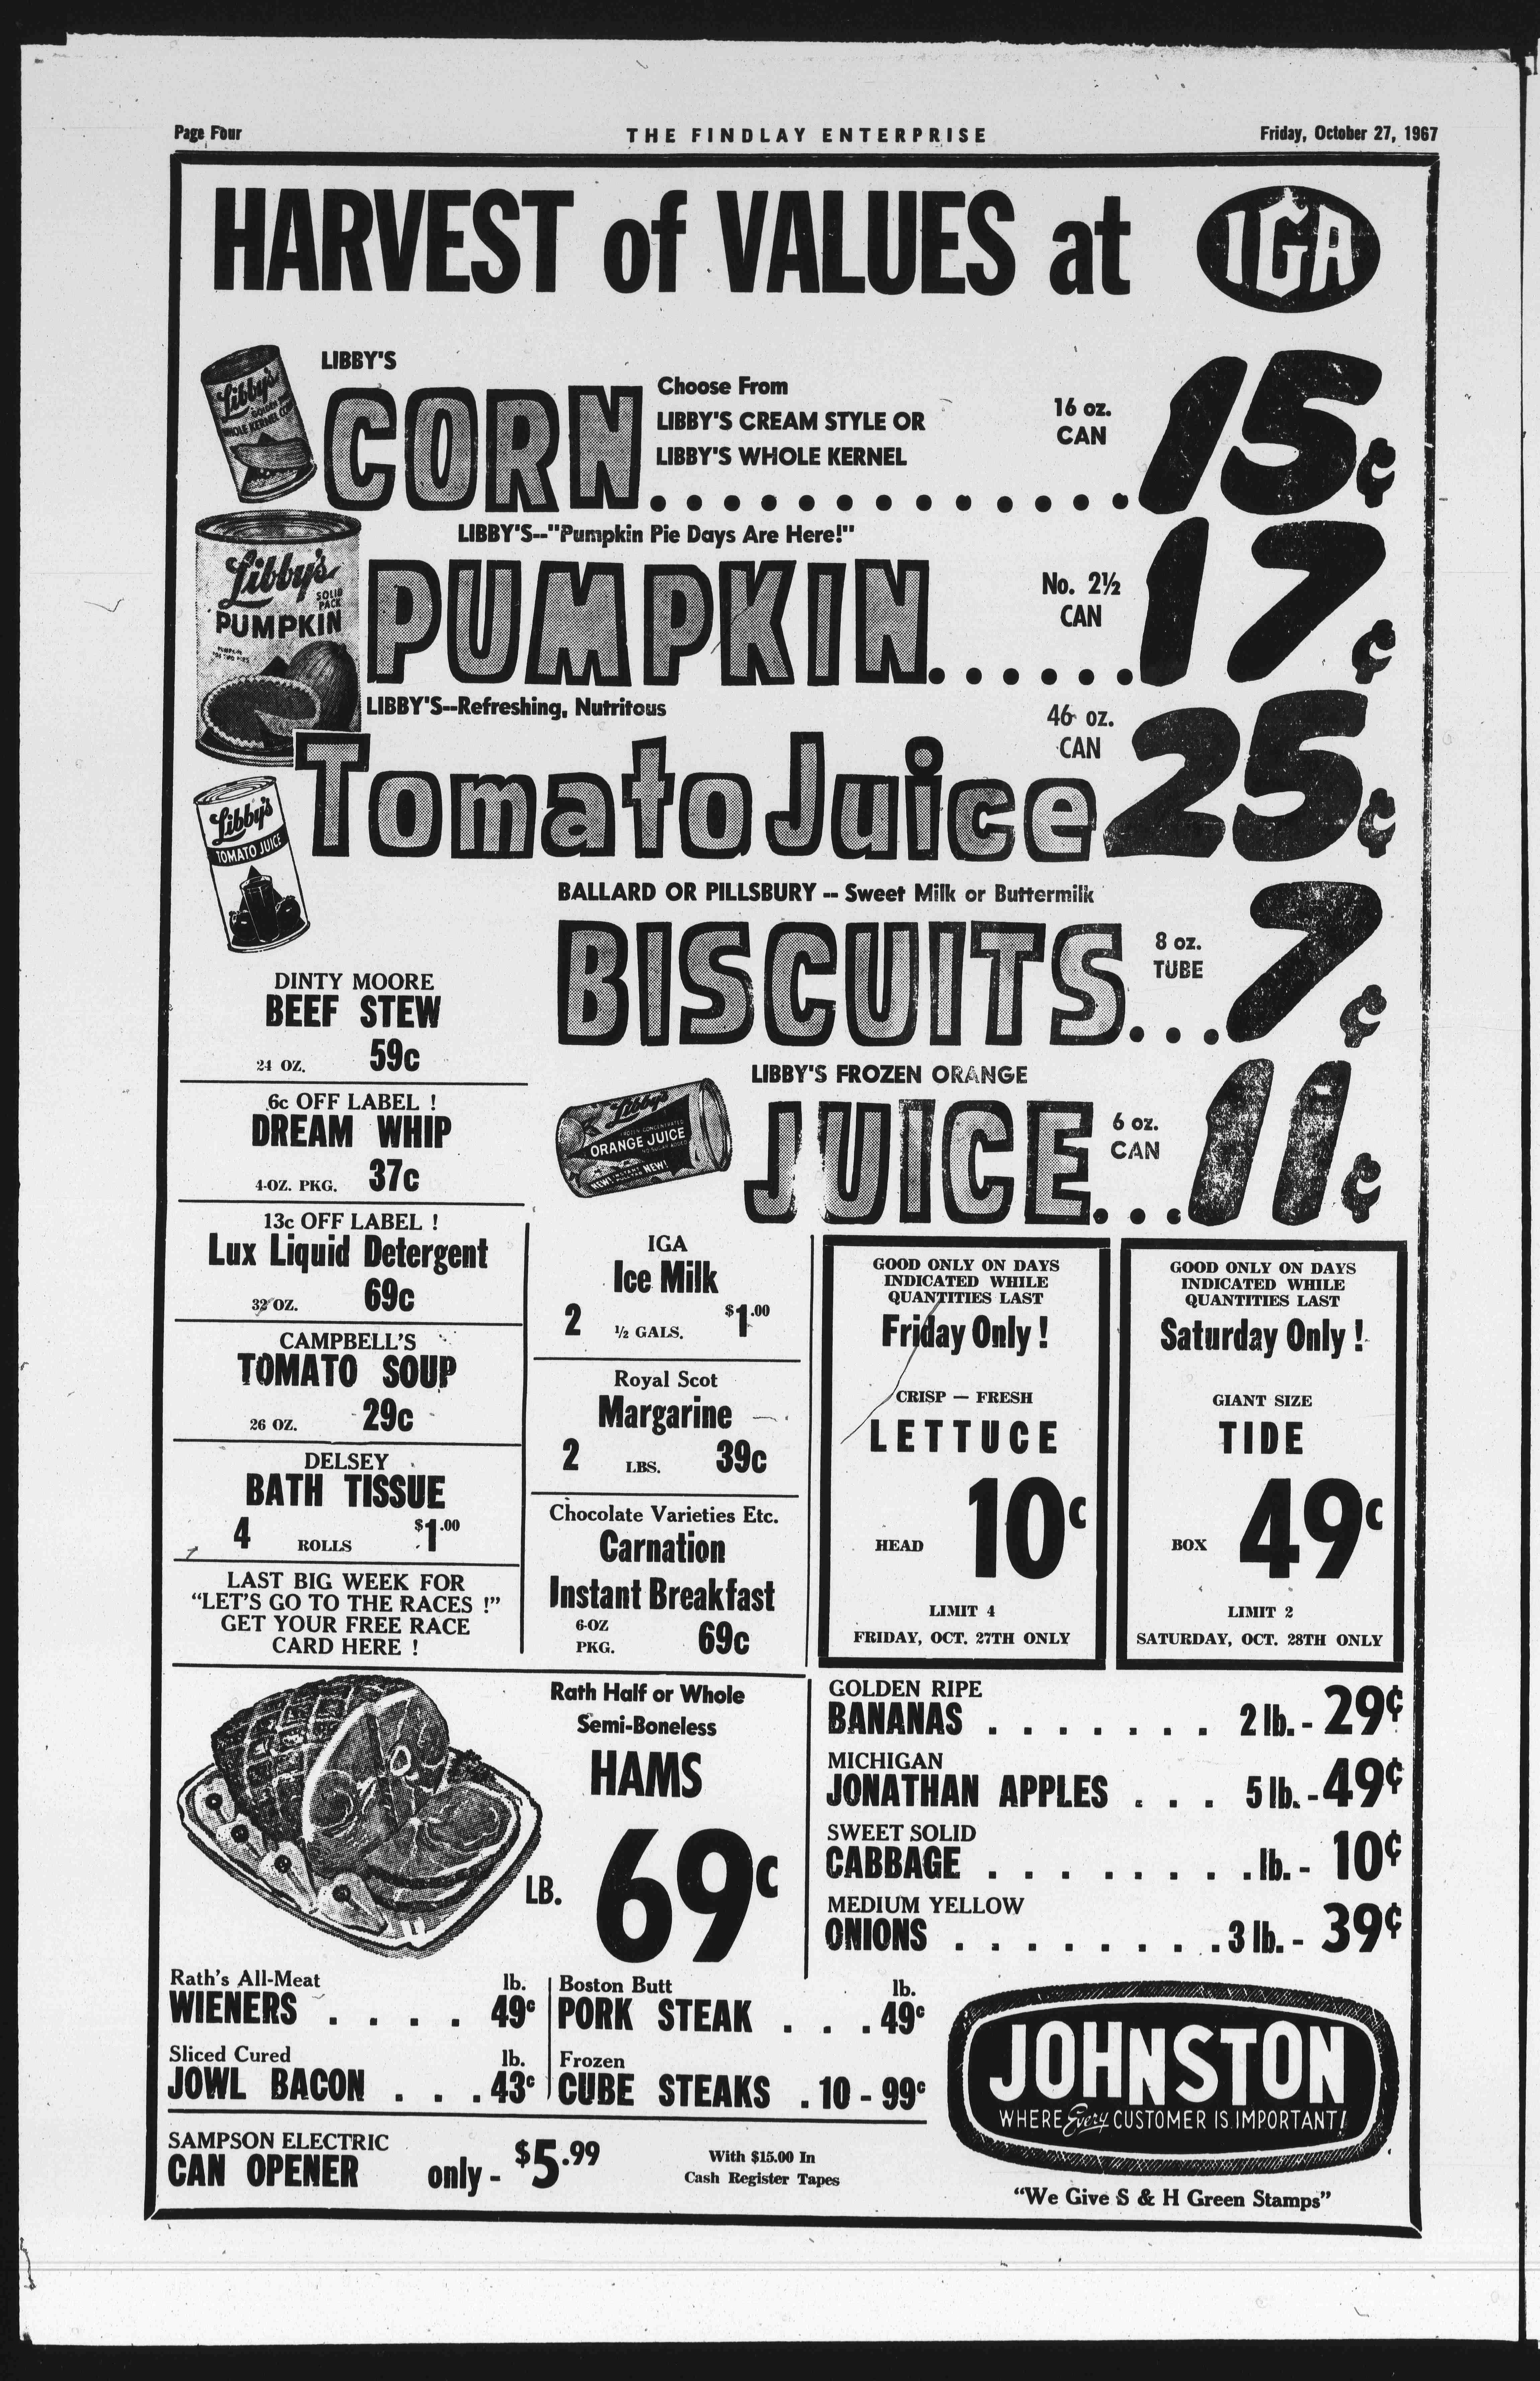 Page Four
THE FINDLAY ENTERPRISE
Friday, October 27, 1967
HARVEST of VALUES at
IGA
LIBBY'S
CORN
Choose From
LIBBY'S CREAM STYLE OR
LIBBY'S WHOLE KERNEL
16 oz.
CAN
15¢
Libby's
WHOLE KERNEL CORN
LIBBY'S--"Pumpkin Pie Days Are Here!"
PUMPKIN
No. 2½
CAN
17¢
Libby's
SOLID
PACK
PUMPKIN
LIBBY'S--Refreshing, Nutritous
Tomato Juice
46 oz.
CAN
25¢
Libby's
TOMATO JUICE
BALLARD OR PILLSBURY -- Sweet Milk or Buttermilk
BISCUITS...
8 oz.
TUBE
7¢
LIBBY'S FROZEN ORANGE
JUICE...
6 oz.
CAN
11¢
Libby's
ORANGE JUICE
DINTY MOORE
BEEF STEW
24 OZ. 59c
6c OFF LABEL !
DREAM WHIP
4-OZ. PKG. 37c
13c OFF LABEL !
Lux Liquid Detergent
32 OZ. 69c
CAMPBELL'S
TOMATO SOUP
26 OZ. 29c
DELSEY
BATH TISSUE
4 ROLLS $1.00
LAST BIG WEEK FOR
"LET'S GO TO THE RACES !"
GET YOUR FREE RACE
CARD HERE !
IGA
Ice Milk
2 ½ GALS. $1.00
Royal Scot
Margarine
2 LBS. 39c
Chocolate Varieties Etc.
Carnation
Instant Breakfast
6-OZ
PKG. 69c
GOOD ONLY ON DAYS
INDICATED WHILE
QUANTITIES LAST
Friday Only !
CRISP — FRESH
LETTUCE
HEAD 10c
LIMIT 4
FRIDAY, OCT. 27TH ONLY
GOOD ONLY ON DAYS
INDICATED WHILE
QUANTITIES LAST
Saturday Only !
GIANT SIZE
TIDE
BOX 49c
LIMIT 2
SATURDAY, OCT. 28TH ONLY
Rath Half or Whole
Semi-Boneless
HAMS
LB. 69c
GOLDEN RIPE
BANANAS . . . . . . . 2 lb. - 29¢
MICHIGAN
JONATHAN APPLES . . . 5 lb. - 49¢
SWEET SOLID
CABBAGE . . . . . . . . lb. - 10¢
MEDIUM YELLOW
ONIONS . . . . . . . . 3 lb. - 39¢
Rath's All-Meat lb.
WIENERS . . . . 49c
Sliced Cured lb.
JOWL BACON . . . 43c
Boston Butt lb.
PORK STEAK . . . 49c
Frozen
CUBE STEAKS . 10 - 99c
SAMPSON ELECTRIC
CAN OPENER only - $5.99
With $15.00 In
Cash Register Tapes
JOHNSTON
WHERE Every CUSTOMER IS IMPORTANT!
"We Give S & H Green Stamps"